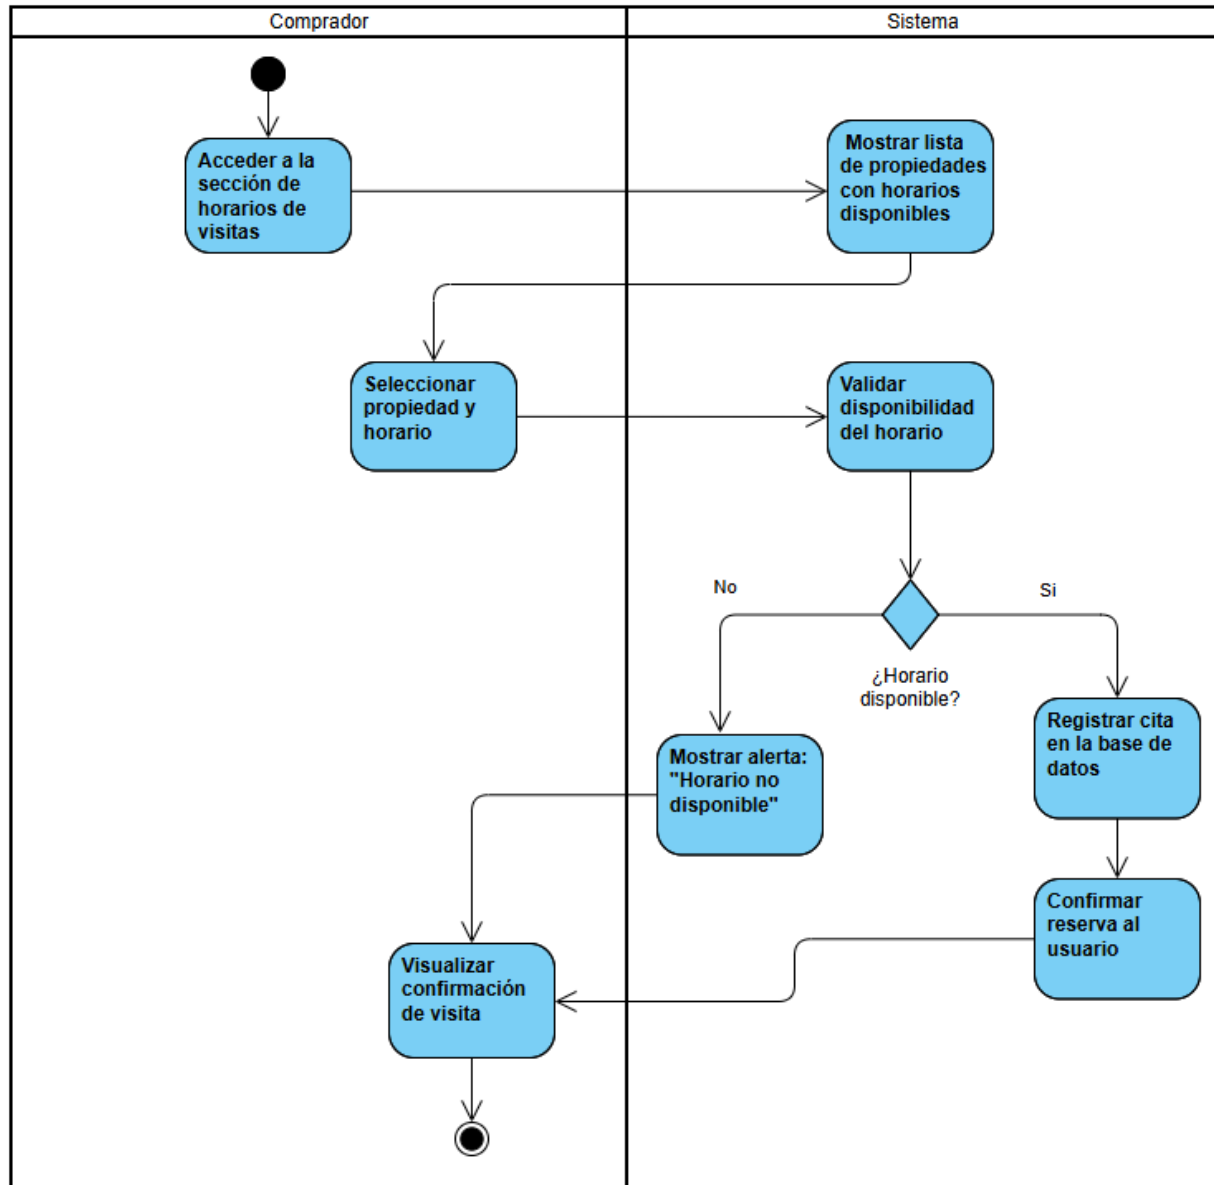 Comprador
Sistema
Acceder a la
sección de
horarios de
visitas
Mostrar lista
de propiedades
con horarios
disponibles
Seleccionar
propiedad y
horario
Validar
disponibilidad
del horario
No
Si
¿Horario
disponible?
Mostrar alerta:
"Horario no
disponible"
Registrar cita
en la base de
datos
Confirmar
reserva al
usuario
Visualizar
confirmación
de visita